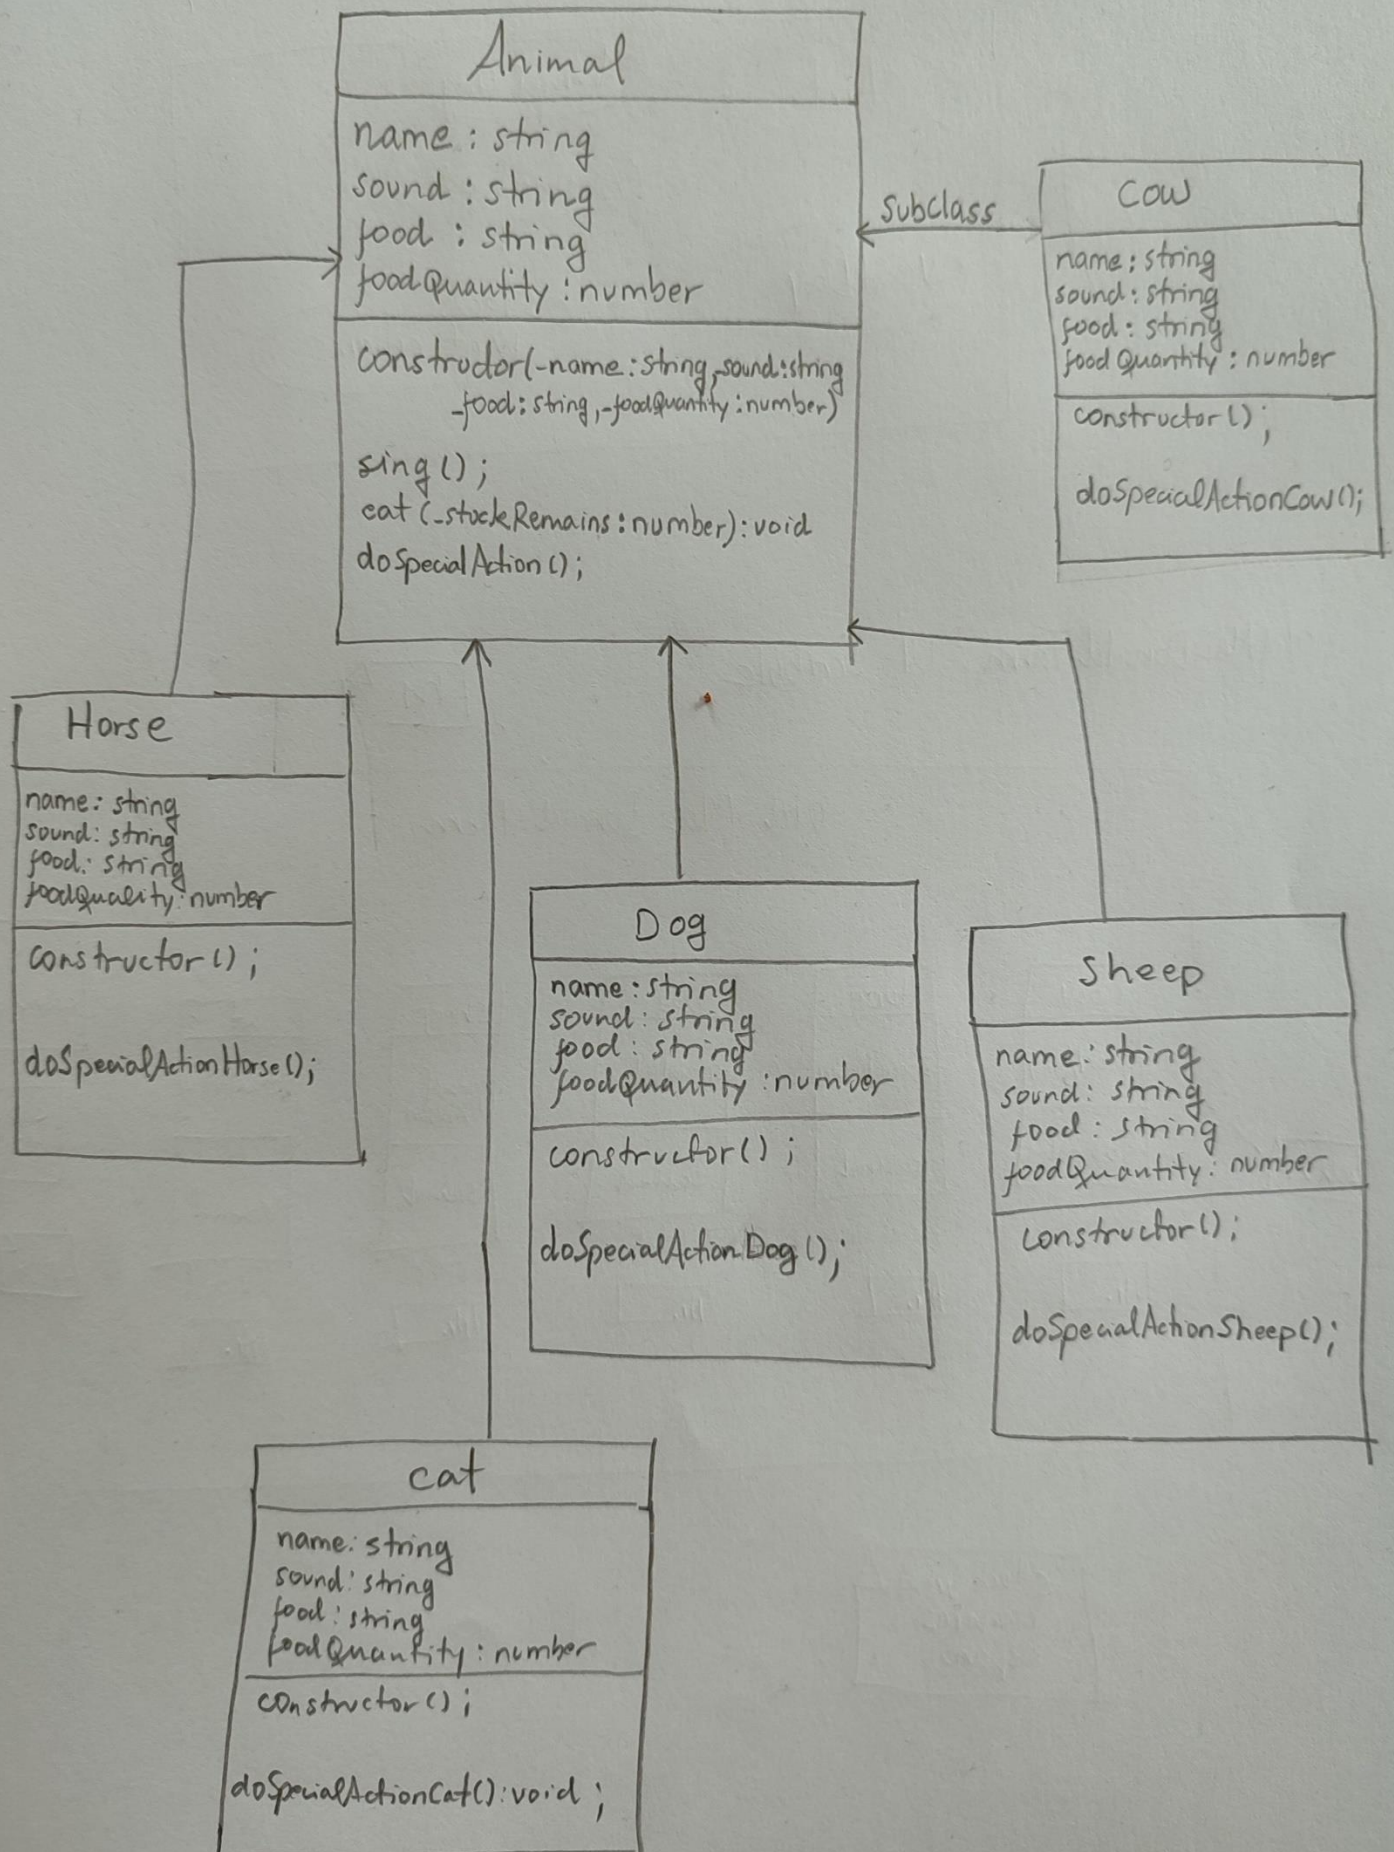 Animal
name : string
sound : string
food : string
foodQuantity : number
constructor(_name : string, _sound : string
_food : string, _foodQuantity : number)
sing();
eat (_stockRemains : number) : void
doSpecialAction();
subclass
Cow
name : string
sound : string
food : string
foodQuantity : number
constructor();
doSpecialActionCow();
Horse
name : string
sound : string
food : string
foodQuality : number
constructor();
doSpecialActionHorse();
Dog
name : string
sound : string
food : string
foodQuantity : number
constructor();
doSpecialActionDog();
Sheep
name : string
sound : string
food : string
foodQuantity : number
constructor();
doSpecialActionSheep();
Cat
name : string
sound : string
food : string
foodQuantity : number
constructor();
doSpecialActionCat() : void ;